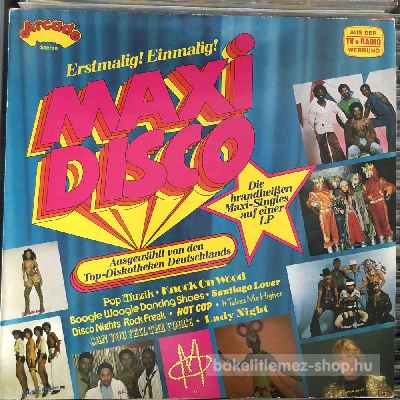 Arcade
AUS DER
TV + RADIO
WERBUNG
Erstmalig! Einmalig!
MAXI
DISCO
Die
brandheißen
Maxi-Singles
auf einer
LP
Ausgewählt von den
Top-Diskotheken Deutschlands
Pop Muzik • Knock On Wood
Boogie Woogie Dancing Shoes • Santiago Lover
Disco Nights Rock Freak • HOT COP • It Takes Me Higher
CAN YOU FEEL THE FORCE • Lady Night
bakelitlemez-shop.hu